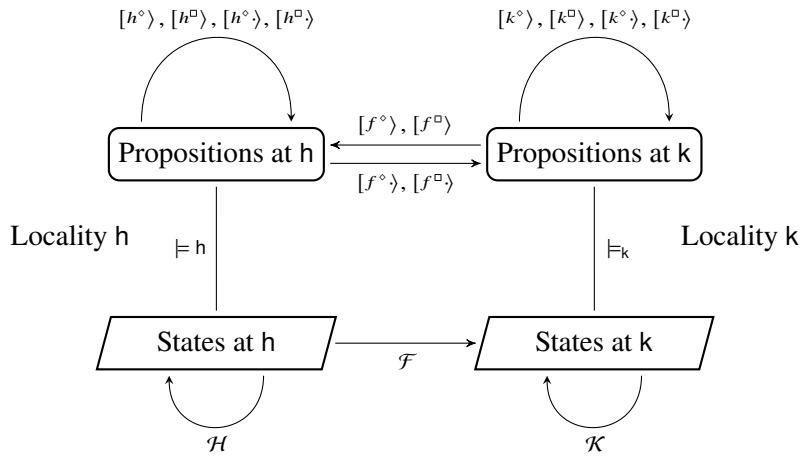 [h◇⟩, [h□⟩, [h◇·⟩, [h□·⟩
[k◇⟩, [k□⟩, [k◇·⟩, [k□·⟩
Propositions at h
[f◇⟩, [f□⟩
[f◇·⟩, [f□·⟩
Propositions at k
Locality h
⊨ h
⊨k
Locality k
States at h
ℱ
States at k
ℋ
𝒦